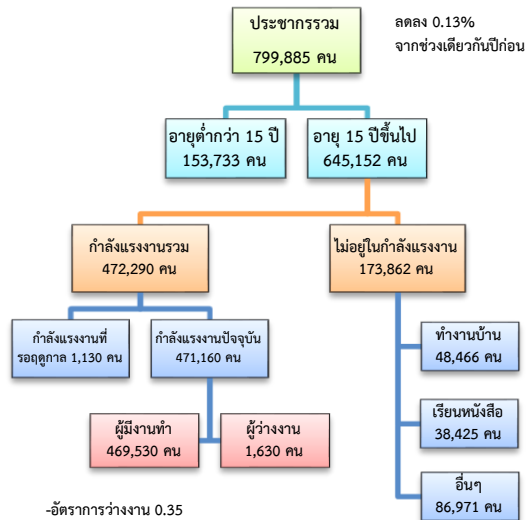 ประชากรรวม
799,885 คน
ลดลง 0.13%
จากช่วงเดียวกันปีก่อน
อายุต่ำกว่า 15 ปี
153,733 คน
อายุ 15 ปีขึ้นไป
645,152 คน
กำลังแรงงานรวม
472,290 คน
ไม่อยู่ในกำลังแรงงาน
173,862 คน
กำลังแรงงานที่
รอฤดูกาล 1,130 คน
กำลังแรงงานปัจจุบัน
471,160 คน
ทำงานบ้าน
48,466 คน
ผู้มีงานทำ
469,530 คน
ผู้ว่างงาน
1,630 คน
เรียนหนังสือ
38,425 คน
อื่นๆ
86,971 คน
-อัตราการว่างงาน 0.35